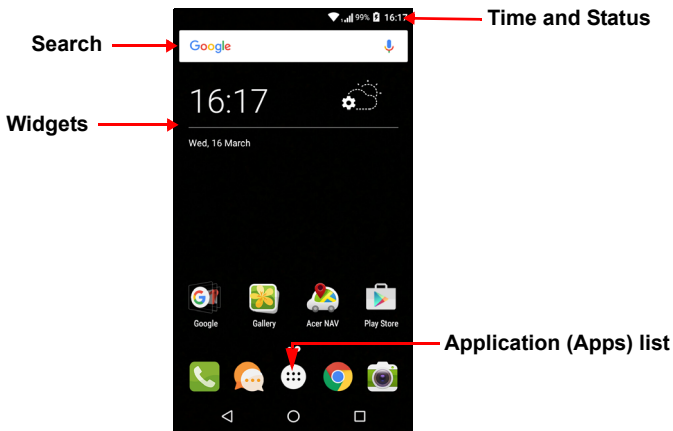 99% 16:17
Time and Status
Search
Google
16:17
Widgets
Wed, 16 March
Google Gallery Acer NAV Play Store
Application (Apps) list